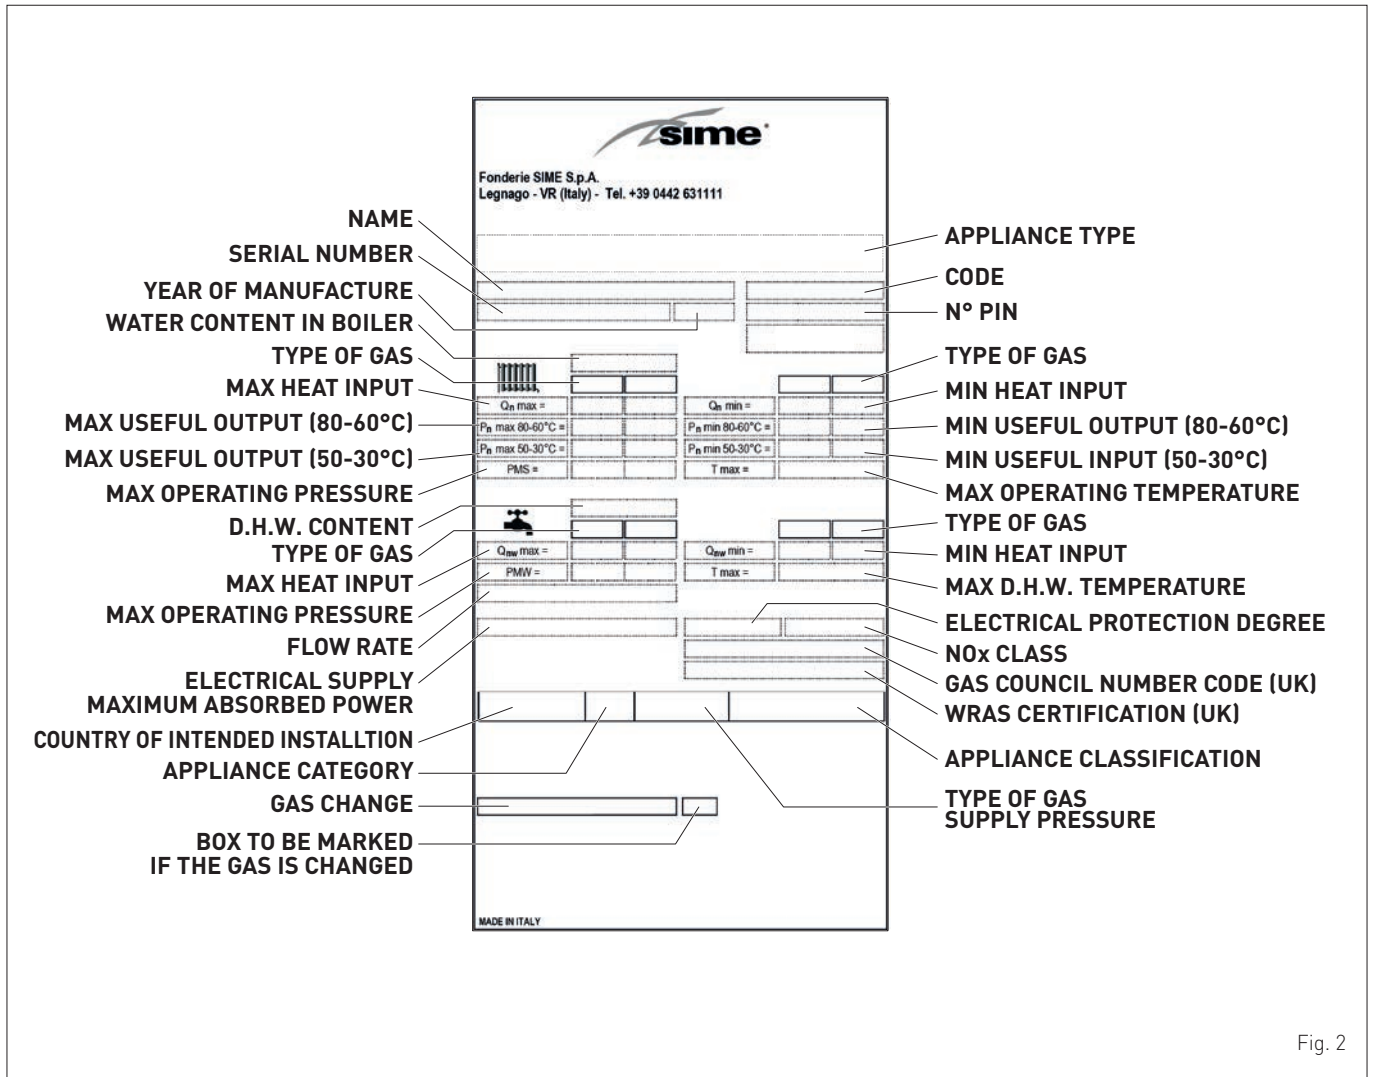 sime
Fonderie SIME S.p.A.
Legnago - VR (Italy) - Tel. +39 0442 631111
NAME
SERIAL NUMBER
YEAR OF MANUFACTURE
WATER CONTENT IN BOILER
TYPE OF GAS
MAX HEAT INPUT
MAX USEFUL OUTPUT (80-60°C)
MAX USEFUL OUTPUT (50-30°C)
MAX OPERATING PRESSURE
D.H.W. CONTENT
TYPE OF GAS
MAX HEAT INPUT
MAX OPERATING PRESSURE
FLOW RATE
ELECTRICAL SUPPLY
MAXIMUM ABSORBED POWER
COUNTRY OF INTENDED INSTALLTION
APPLIANCE CATEGORY
GAS CHANGE
BOX TO BE MARKED
IF THE GAS IS CHANGED
Qn max =
Pn max 80-60°C =
Pn max 50-30°C =
PMS =
Qn min =
Pn min 80-60°C =
Pn min 50-30°C =
T max =
Qnw max =
PMW =
Qnw min =
T max =
MADE IN ITALY
APPLIANCE TYPE
CODE
N° PIN
TYPE OF GAS
MIN HEAT INPUT
MIN USEFUL OUTPUT (80-60°C)
MIN USEFUL INPUT (50-30°C)
MAX OPERATING TEMPERATURE
TYPE OF GAS
MIN HEAT INPUT
MAX D.H.W. TEMPERATURE
ELECTRICAL PROTECTION DEGREE
NOx CLASS
GAS COUNCIL NUMBER CODE (UK)
WRAS CERTIFICATION (UK)
APPLIANCE CLASSIFICATION
TYPE OF GAS
SUPPLY PRESSURE
Fig. 2